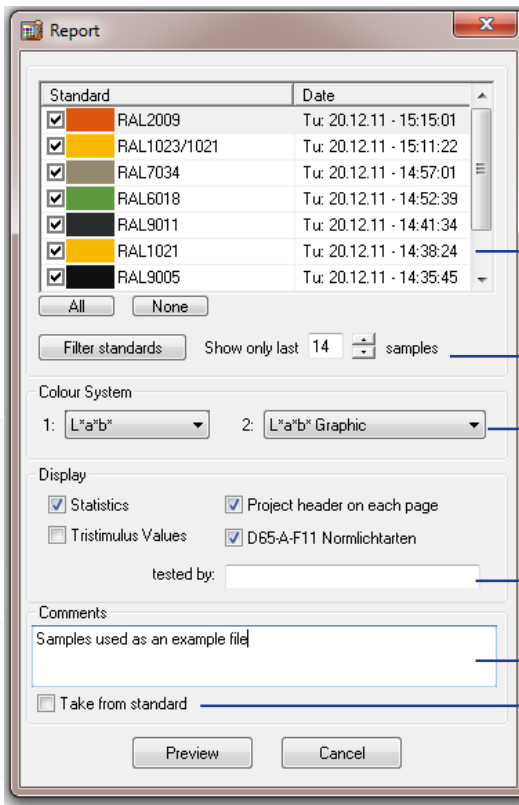 Report
Standard Date
RAL2009 Tu: 20.12.11 - 15:15:01
RAL1023/1021 Tu: 20.12.11 - 15:11:22
RAL7034 Tu: 20.12.11 - 14:57:01
RAL6018 Tu: 20.12.11 - 14:52:39
RAL9011 Tu: 20.12.11 - 14:41:34
RAL1021 Tu: 20.12.11 - 14:38:24
RAL9005 Tu: 20.12.11 - 14:35:45
All None
Filter standards Show only last 14 samples
Colour System
1: L*a*b* 2: L*a*b* Graphic
Display
Statistics Project header on each page
Tristimulus Values D65-A-F11 Normlichtarten
tested by:
Comments
Samples used as an example file
Take from standard
Preview Cancel